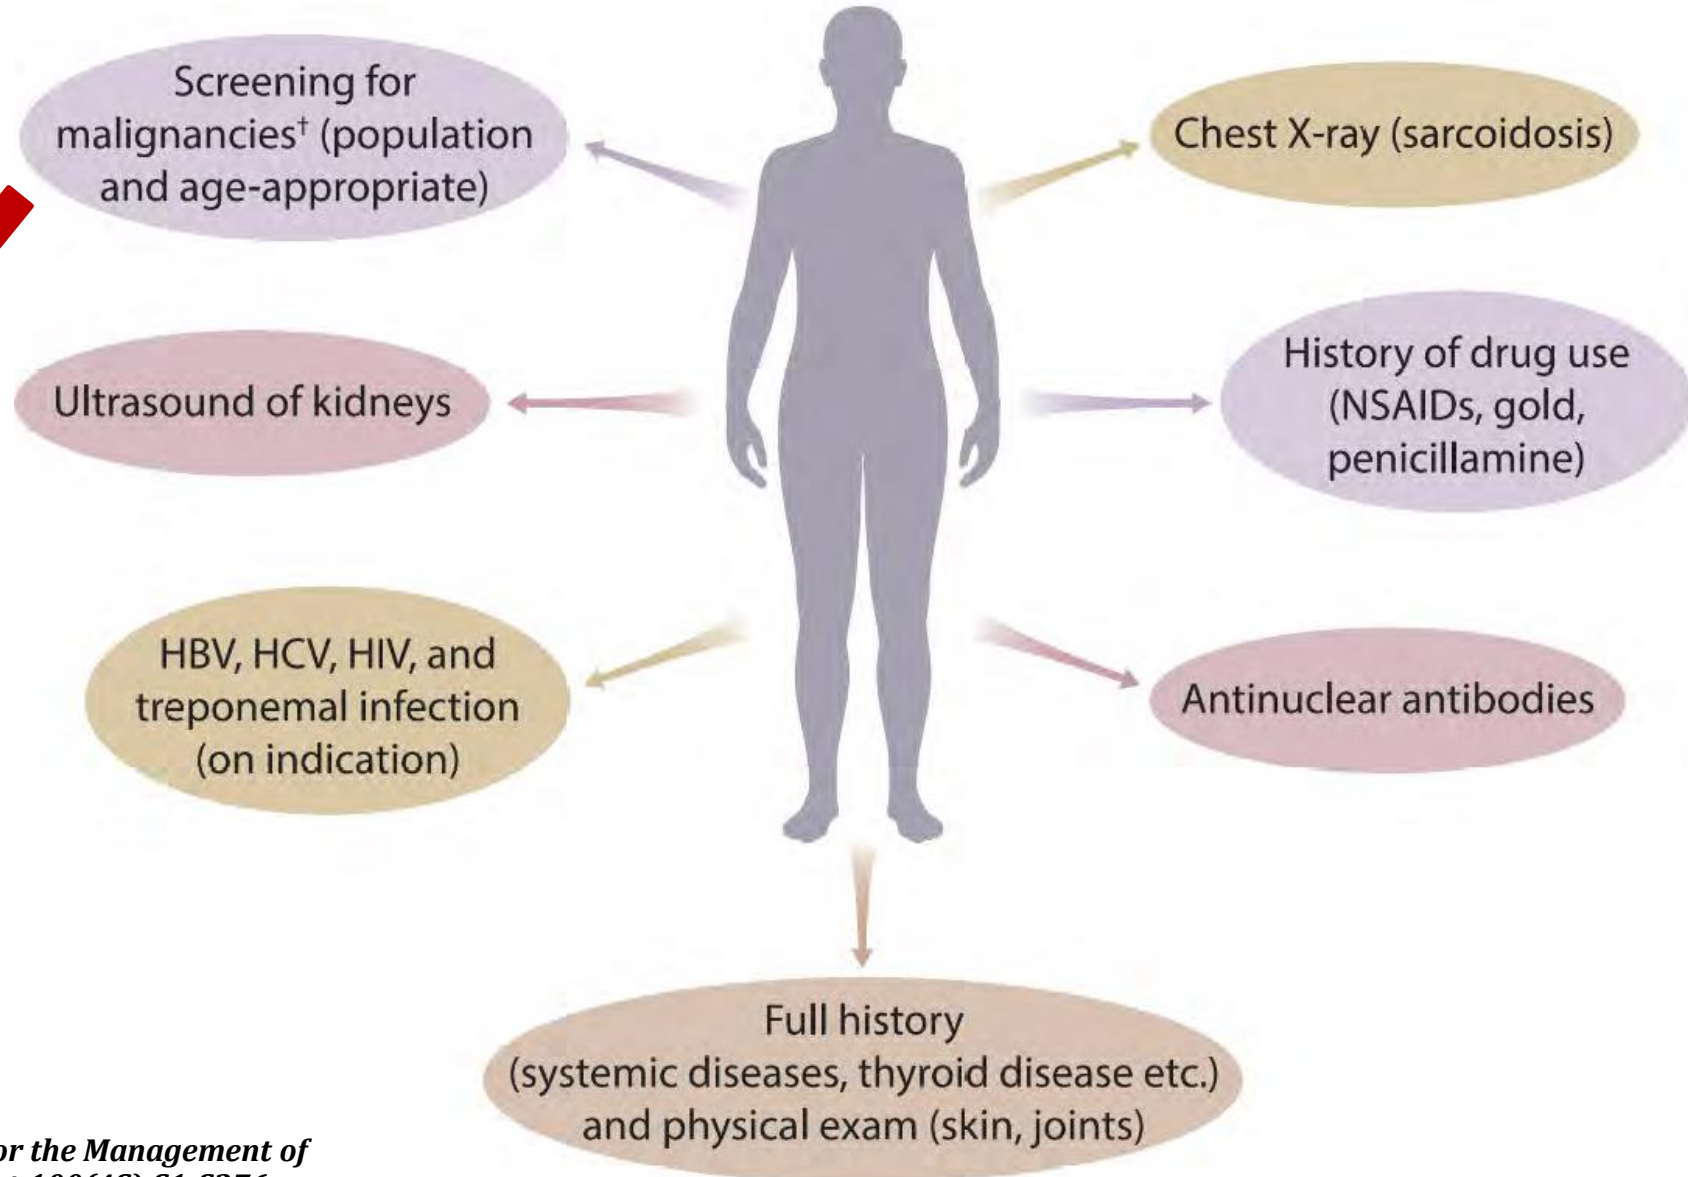 Screening for
malignancies† (population
and age-appropriate)
Chest X-ray (sarcoidosis)
Ultrasound of kidneys
History of drug use
(NSAIDs, gold,
penicillamine)
HBV, HCV, HIV, and
treponemal infection
(on indication)
Antinuclear antibodies
Full history
(systemic diseases, thyroid disease etc.)
and physical exam (skin, joints)
for the Management of